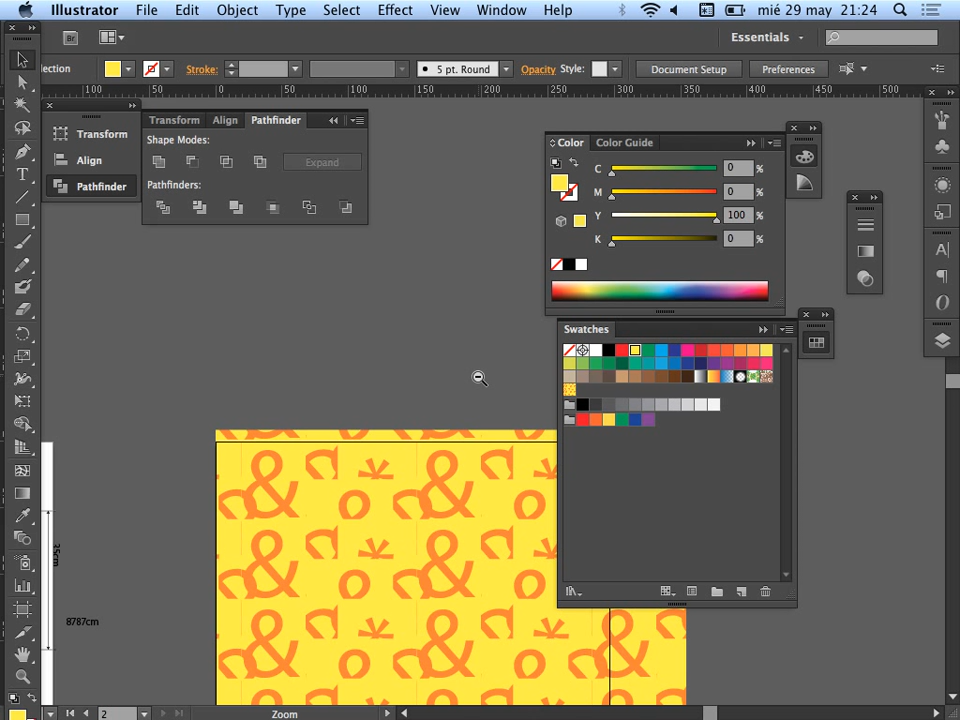 Illustrator File Edit Object Type Select Effect View Window Help mié 29 may 21:24
Br Essentials
lection Stroke: 5 pt. Round Opacity Style: Document Setup Preferences
100 50 0 50 100 150 200 250 300 350 400 450 500
Transform Align Pathfinder
Transform
Align
Pathfinder
Shape Modes:
Expand
Pathfinders:
Color Color Guide
C 0 %
M 0 %
Y 100 %
K 0 %
Swatches
T
A
O
8787cm
& * o & * o &
& * o & * o &
& * o & * o &
2 Zoom